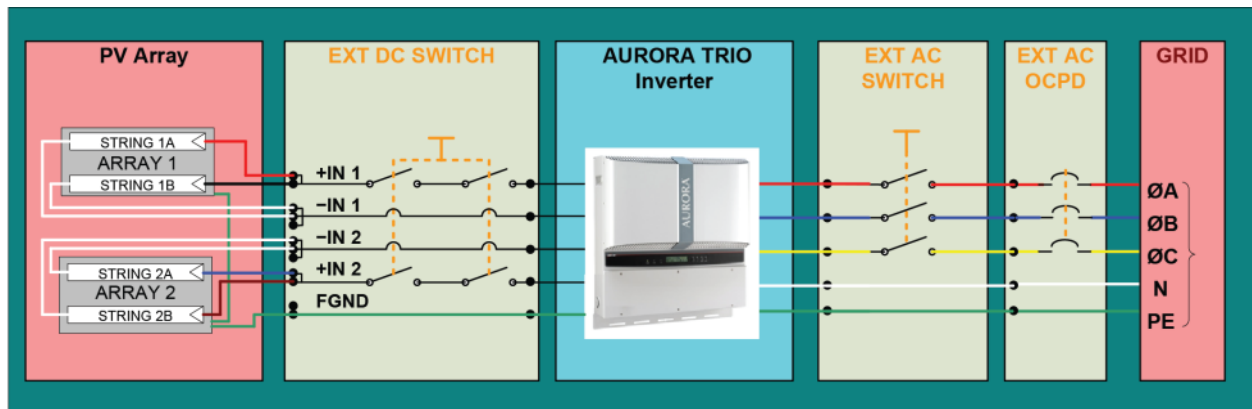 PV Array
STRING 1A
ARRAY 1
STRING 1B
STRING 2A
ARRAY 2
STRING 2B
EXT DC SWITCH
+IN 1
−IN 1
−IN 2
+IN 2
FGND
AURORA TRIO
Inverter
AURORA
EXT AC
SWITCH
EXT AC
OCPD
GRID
ØA
ØB
ØC
N
PE